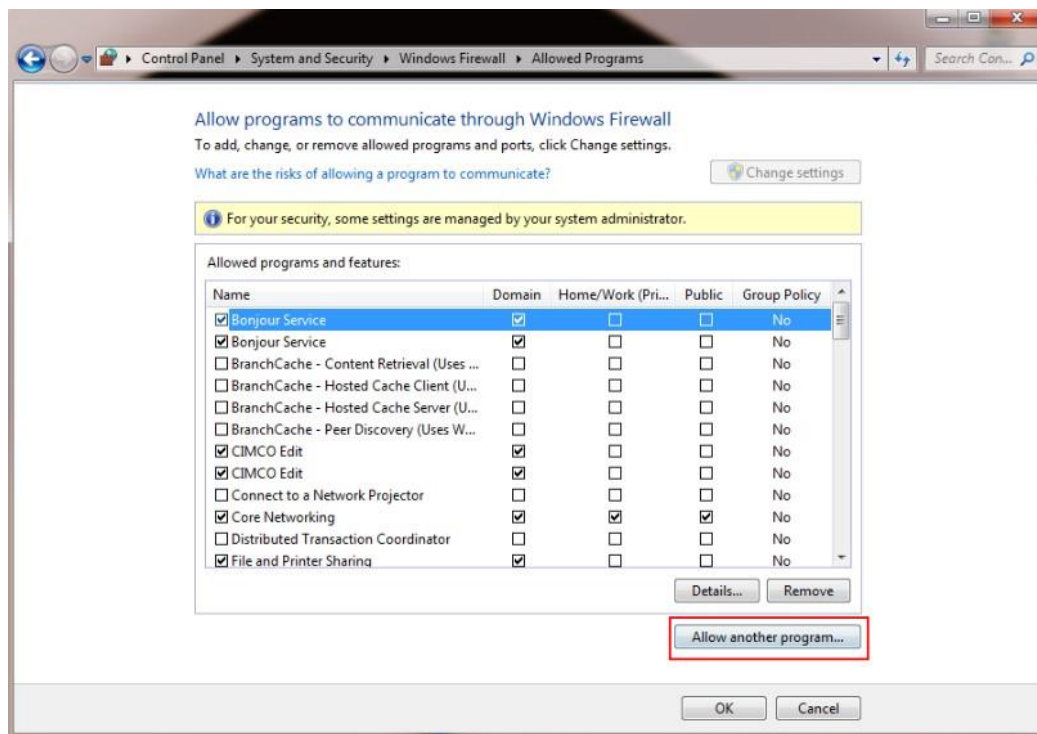 Control Panel ▸ System and Security ▸ Windows Firewall ▸ Allowed Programs
Search Con...
Allow programs to communicate through Windows Firewall
To add, change, or remove allowed programs and ports, click Change settings.
What are the risks of allowing a program to communicate?
Change settings
For your security, some settings are managed by your system administrator.
Allowed programs and features:
Name Domain Home/Work (Pri... Public Group Policy
Bonjour Service No
Bonjour Service No
BranchCache - Content Retrieval (Uses ... No
BranchCache - Hosted Cache Client (U... No
BranchCache - Hosted Cache Server (U... No
BranchCache - Peer Discovery (Uses W... No
CIMCO Edit No
CIMCO Edit No
Connect to a Network Projector No
Core Networking No
Distributed Transaction Coordinator No
File and Printer Sharing No
Details... Remove
Allow another program...
OK Cancel